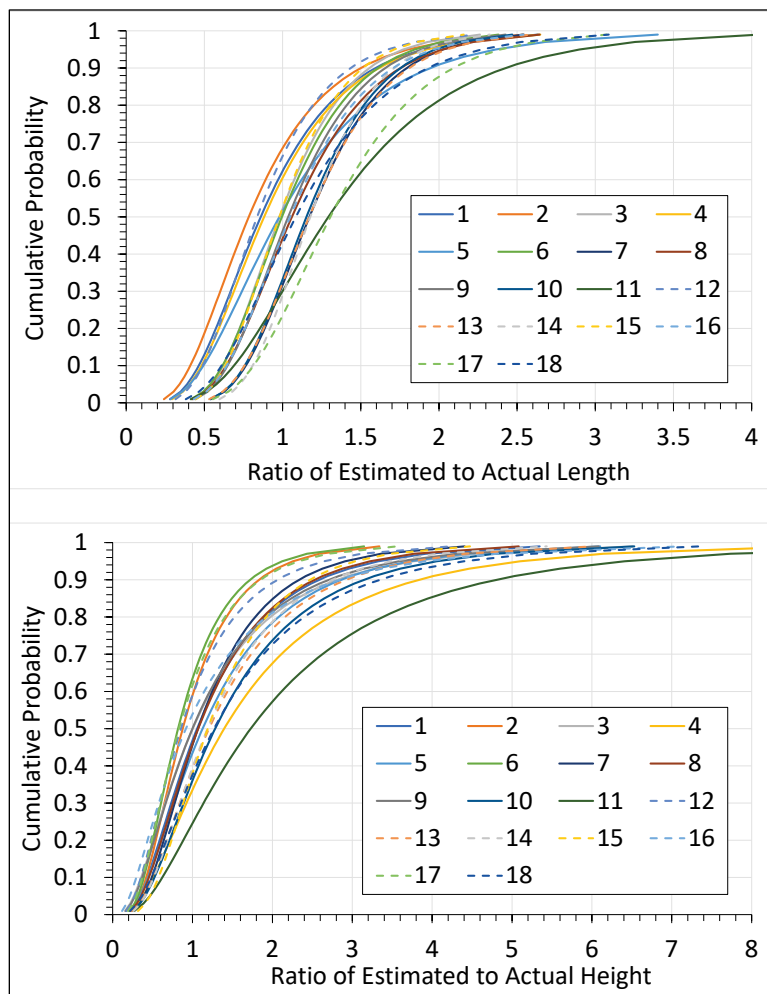 1
0.9
0.8
0.7
0.6
0.5
0.4
0.3
0.2
0.1
0
Cumulative Probability
1 2 3 4
5 6 7 8
9 10 11 12
13 14 15 16
17 18
0 0.5 1 1.5 2 2.5 3 3.5 4
Ratio of Estimated to Actual Length
1
0.9
0.8
0.7
0.6
0.5
0.4
0.3
0.2
0.1
0
Cumulative Probability
1 2 3 4
5 6 7 8
9 10 11 12
13 14 15 16
17 18
0 1 2 3 4 5 6 7 8
Ratio of Estimated to Actual Height